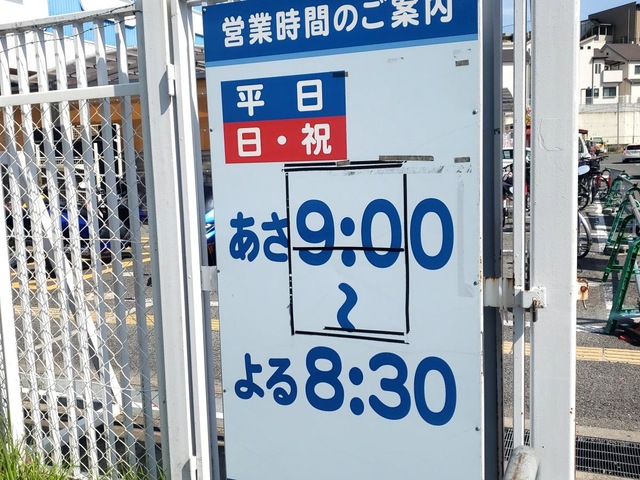 営業時間のご案内
平日
日・祝
あさ9:00
〜
よる8:30